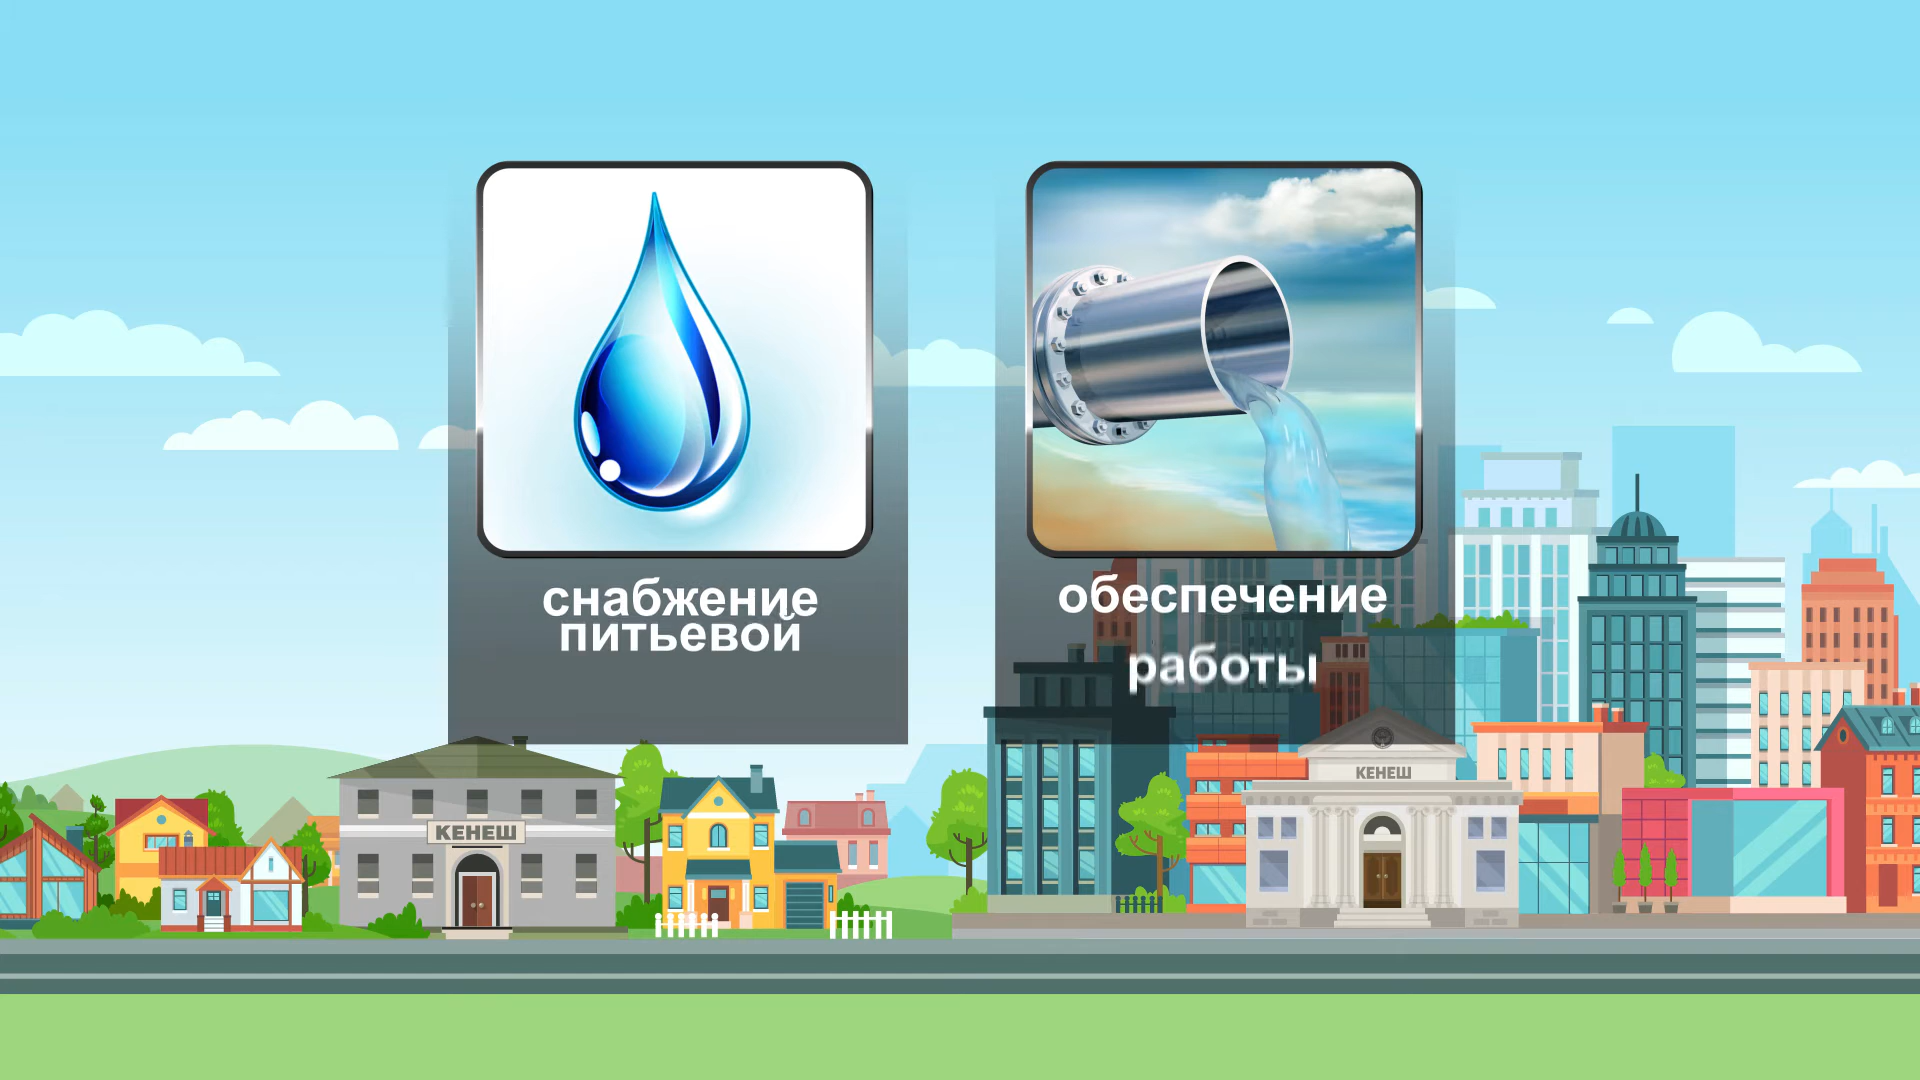 снабжение
питьевой
обеспечение
работы
КЕНЕШ
КЕНЕШ